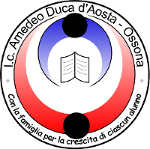 I.c. Amedeo Duca d'Aosta - Ossona
Con la famiglia per la crescita di ciascun alunno